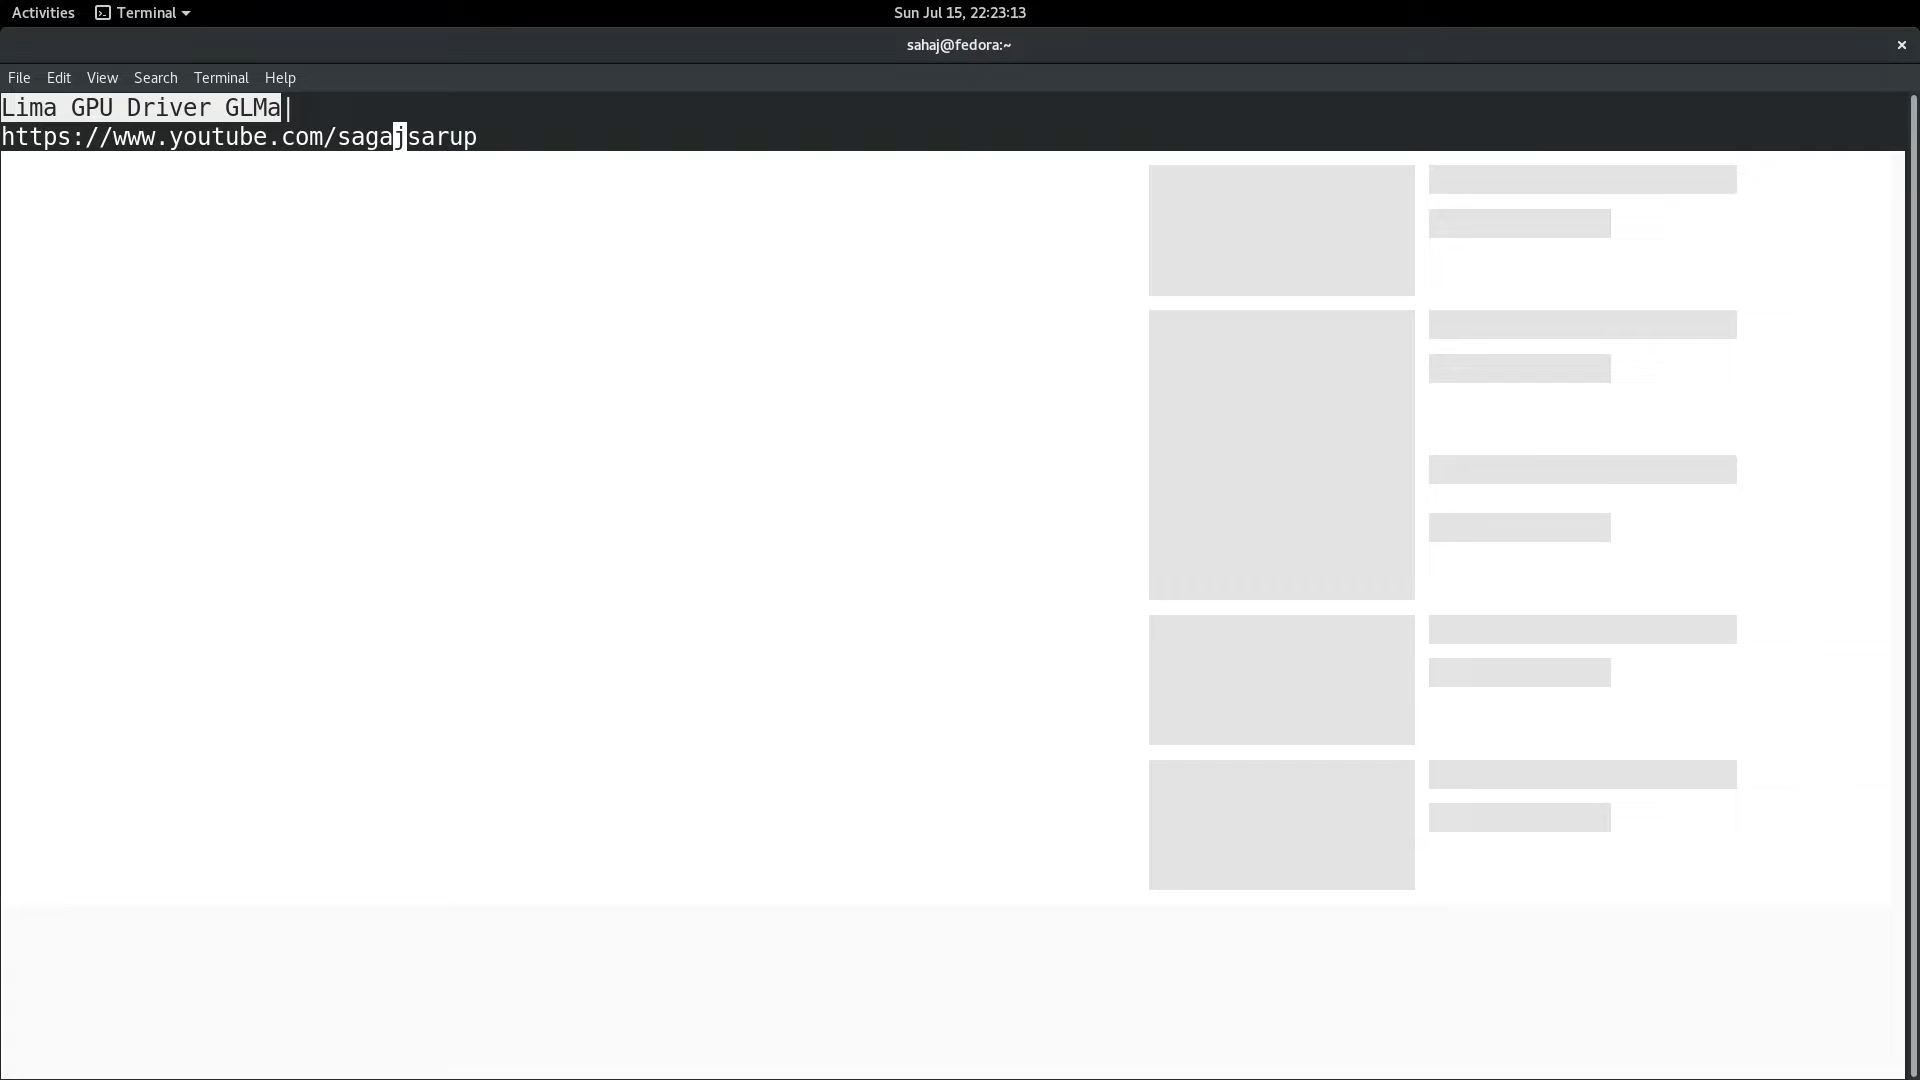 Activities Terminal Sun Jul 15, 22:23:13
sahaj@fedora:~
File Edit View Search Terminal Help
Lima GPU Driver GLMa
https://www.youtube.com/sagajsarup